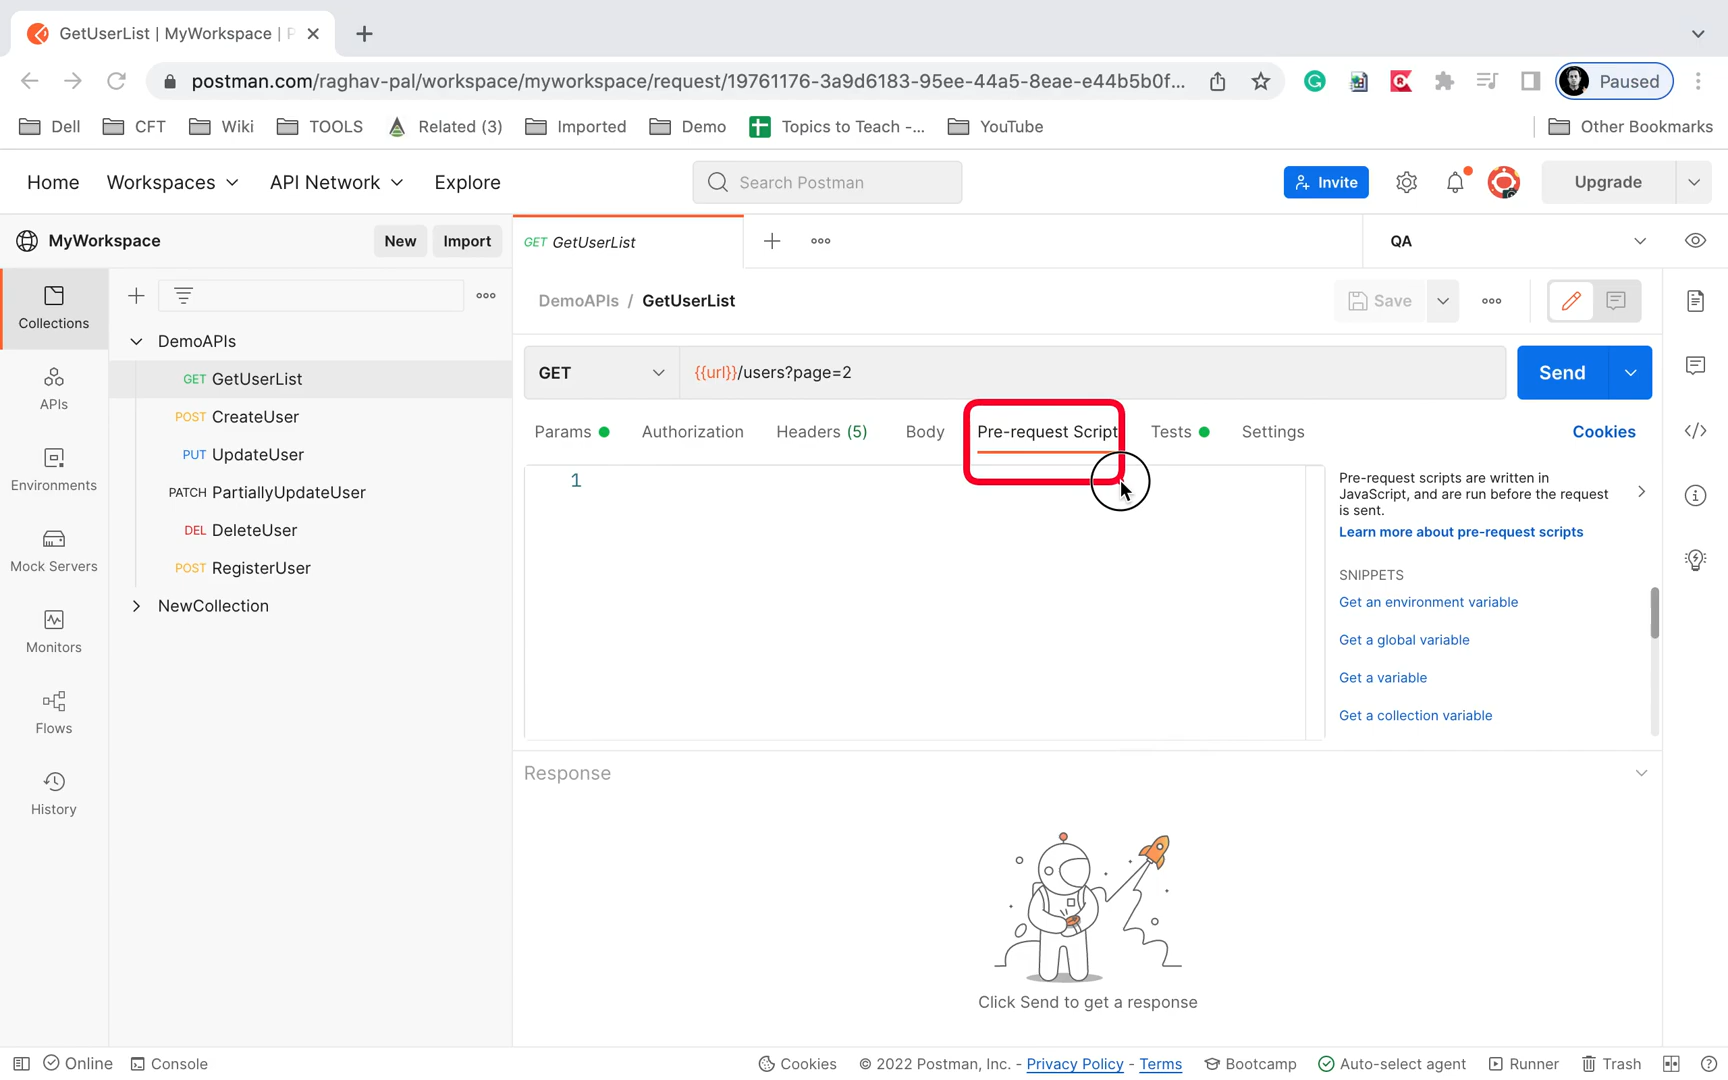 GetUserList | MyWorkspace | P
postman.com/raghav-pal/workspace/myworkspace/request/19761176-3a9d6183-95ee-44a5-8eae-e44b5b0f...
Paused
Dell
CFT
Wiki
TOOLS
Related (3)
Imported
Demo
Topics to Teach -...
YouTube
Other Bookmarks
Home
Workspaces
API Network
Explore
Search Postman
Invite
Upgrade
MyWorkspace
New
Import
GET GetUserList
QA
Collections
APIs
Environments
Mock Servers
Monitors
Flows
History
DemoAPIs
GET GetUserList
POST CreateUser
PUT UpdateUser
PATCH PartiallyUpdateUser
DEL DeleteUser
POST RegisterUser
NewCollection
DemoAPIs / GetUserList
Save
GET
{{url}}/users?page=2
Send
Params
Authorization
Headers (5)
Body
Pre-request Script
Tests
Settings
Cookies
1
Pre-request scripts are written in
JavaScript, and are run before the request
is sent.
Learn more about pre-request scripts
SNIPPETS
Get an environment variable
Get a global variable
Get a variable
Get a collection variable
Response
Click Send to get a response
Online
Console
Cookies
© 2022 Postman, Inc. - Privacy Policy - Terms
Bootcamp
Auto-select agent
Runner
Trash